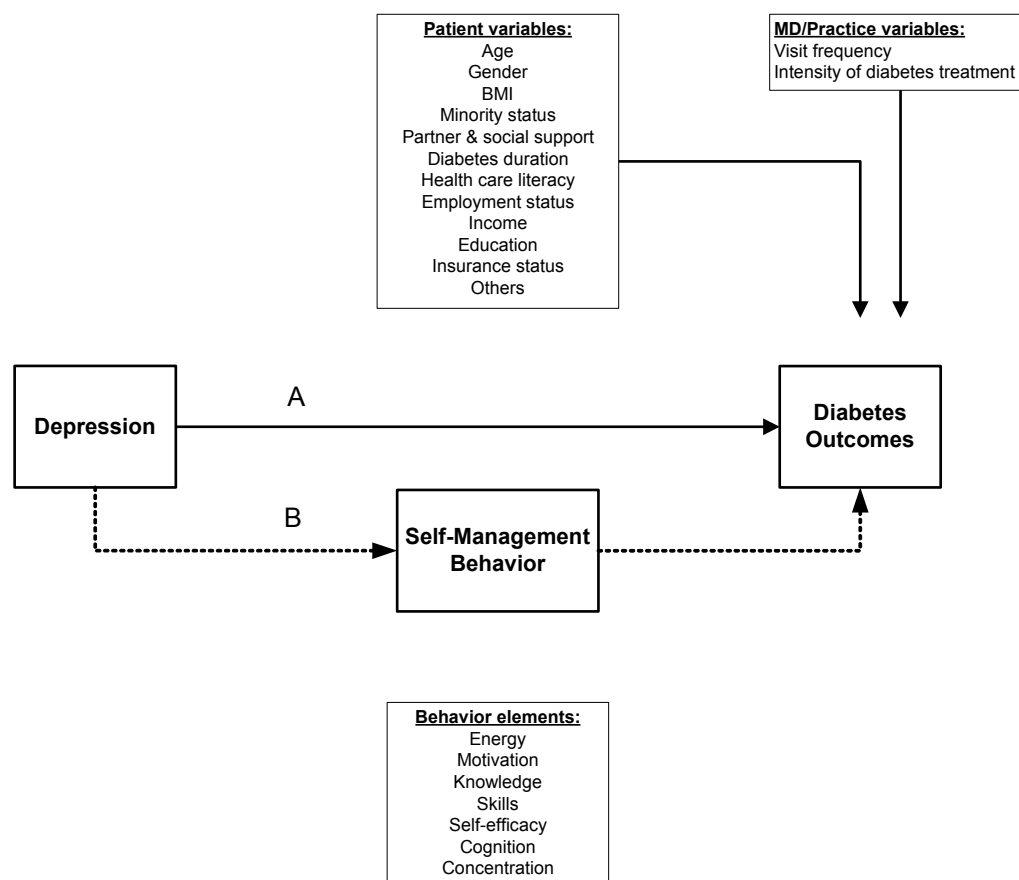 Patient variables:
Age
Gender
BMI
Minority status
Partner & social support
Diabetes duration
Health care literacy
Employment status
Income
Education
Insurance status
Others
MD/Practice variables:
Visit frequency
Intensity of diabetes treatment
Depression
A
Diabetes
Outcomes
B
Self-Management
Behavior
Behavior elements:
Energy
Motivation
Knowledge
Skills
Self-efficacy
Cognition
Concentration